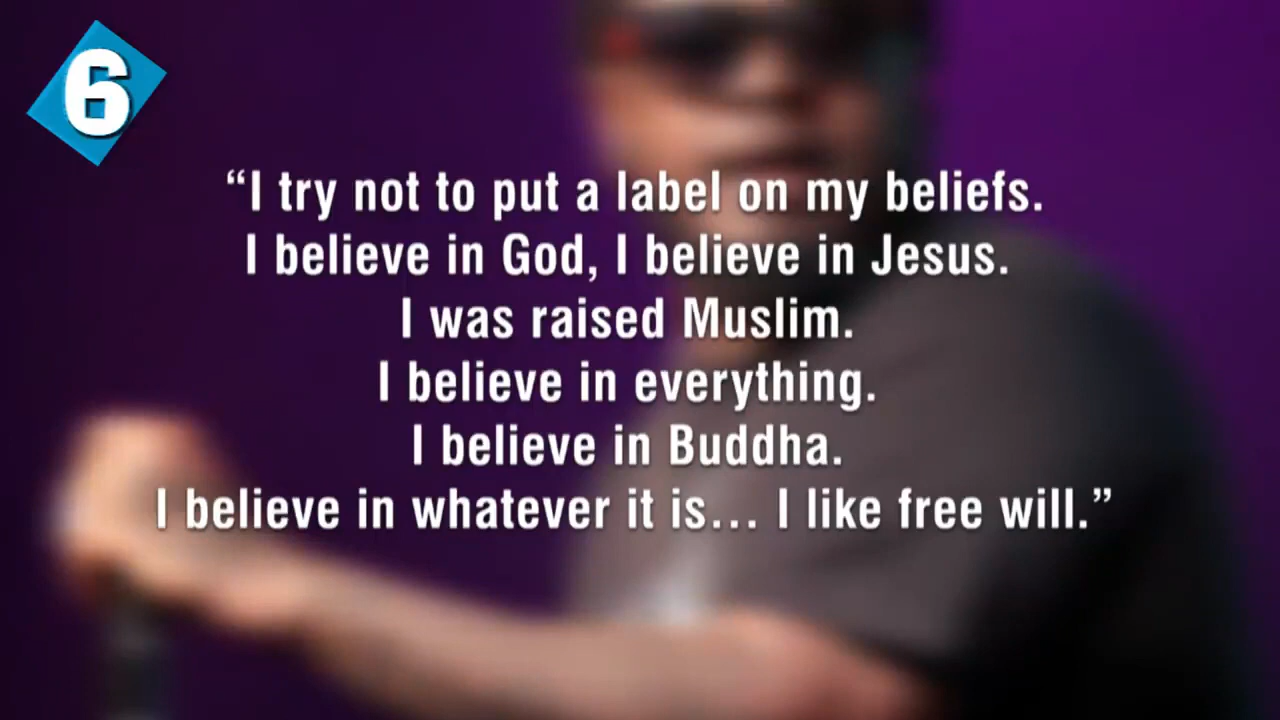 6
“I try not to put a label on my beliefs.
I believe in God, I believe in Jesus.
I was raised Muslim.
I believe in everything.
I believe in Buddha.
I believe in whatever it is... I like free will.”